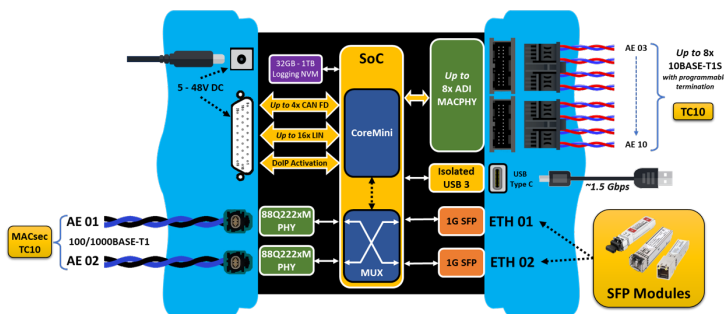 5 - 48V DC
32GB - 1TB
Logging NVM
SoC
Up to 4x CAN FD
Up to 16x LIN
DoIP Activation
CoreMini
Up to
8x ADI
MACPHY
AE 03
AE 10
Up to 8x
10BASE-T1S
with programmable
termination
TC10
Isolated
USB 3
USB
Type C
~1.5 Gbps
MACsec
TC10
AE 01
100/1000BASE-T1
AE 02
88Q222xM
PHY
88Q222xM
PHY
MUX
1G SFP
1G SFP
ETH 01
ETH 02
SFP Modules